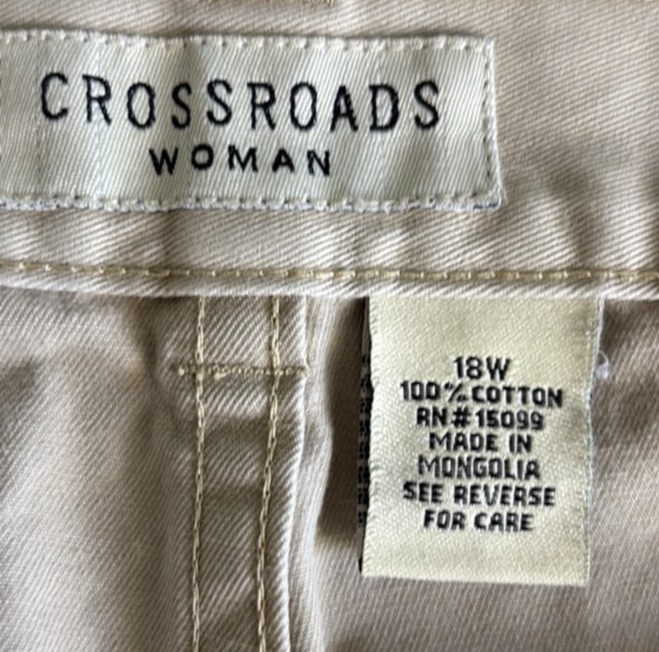 CROSSROADS
WOMAN
18W
100% COTTON
RN#15099
MADE IN
MONGOLIA
SEE REVERSE
FOR CARE